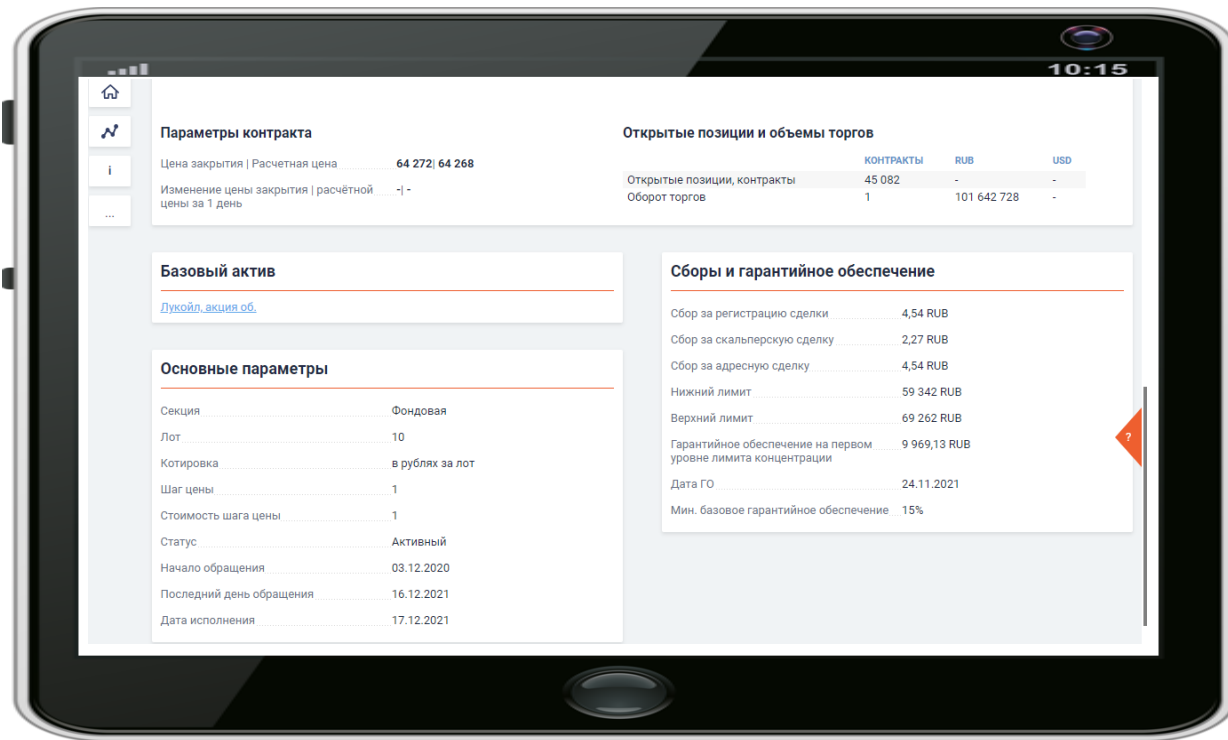 10:15
i
...
Параметры контракта
Цена закрытия | Расчетная цена 64 272| 64 268
Изменение цены закрытия | расчётной -| -
цены за 1 день
Открытые позиции и объемы торгов
КОНТРАКТЫ RUB USD
Открытые позиции, контракты 45 082 - -
Оборот торгов 1 101 642 728 -
Базовый актив
Лукойл, акция об.
Основные параметры
Секция Фондовая
Лот 10
Котировка в рублях за лот
Шаг цены 1
Стоимость шага цены 1
Статус Активный
Начало обращения 03.12.2020
Последний день обращения 16.12.2021
Дата исполнения 17.12.2021
Сборы и гарантийное обеспечение
Сбор за регистрацию сделки 4,54 RUB
Сбор за скальперскую сделку 2,27 RUB
Сбор за адресную сделку 4,54 RUB
Нижний лимит 59 342 RUB
Верхний лимит 69 262 RUB
Гарантийное обеспечение на первом 9 969,13 RUB
уровне лимита концентрации
Дата ГО 24.11.2021
Мин. базовое гарантийное обеспечение 15%
?